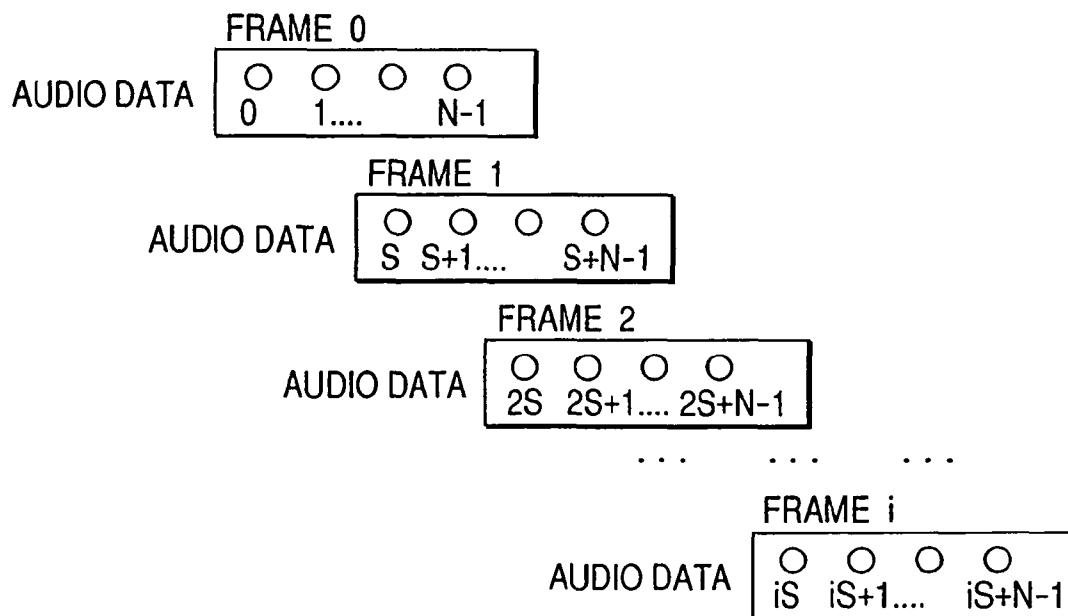 FRAME 0
AUDIO DATA
0 1.... N-1
FRAME 1
AUDIO DATA
S S+1.... S+N-1
FRAME 2
AUDIO DATA
2S 2S+1.... 2S+N-1
... ... ...
FRAME i
AUDIO DATA
iS iS+1.... iS+N-1